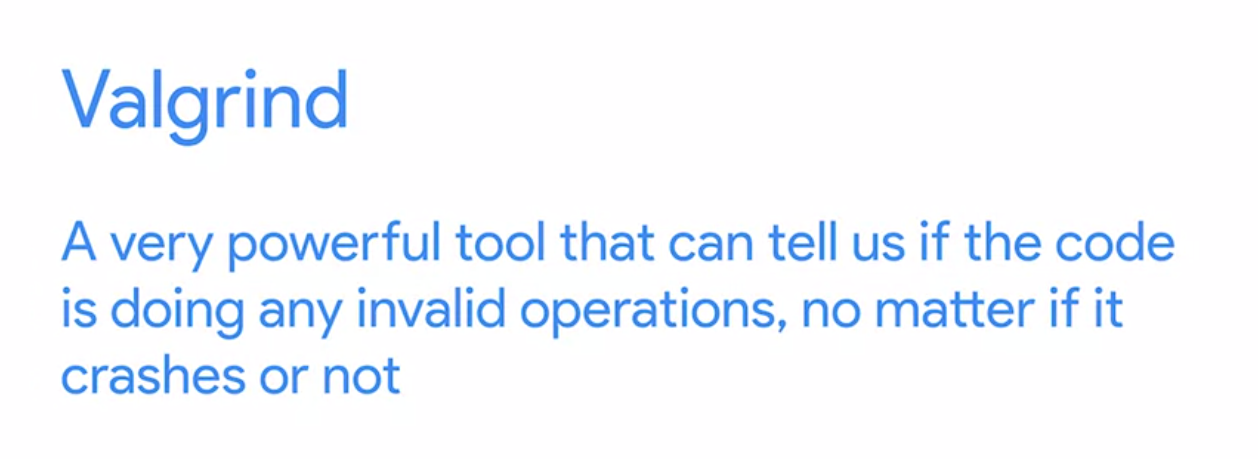 Valgrind
A very powerful tool that can tell us if the code
is doing any invalid operations, no matter if it
crashes or not